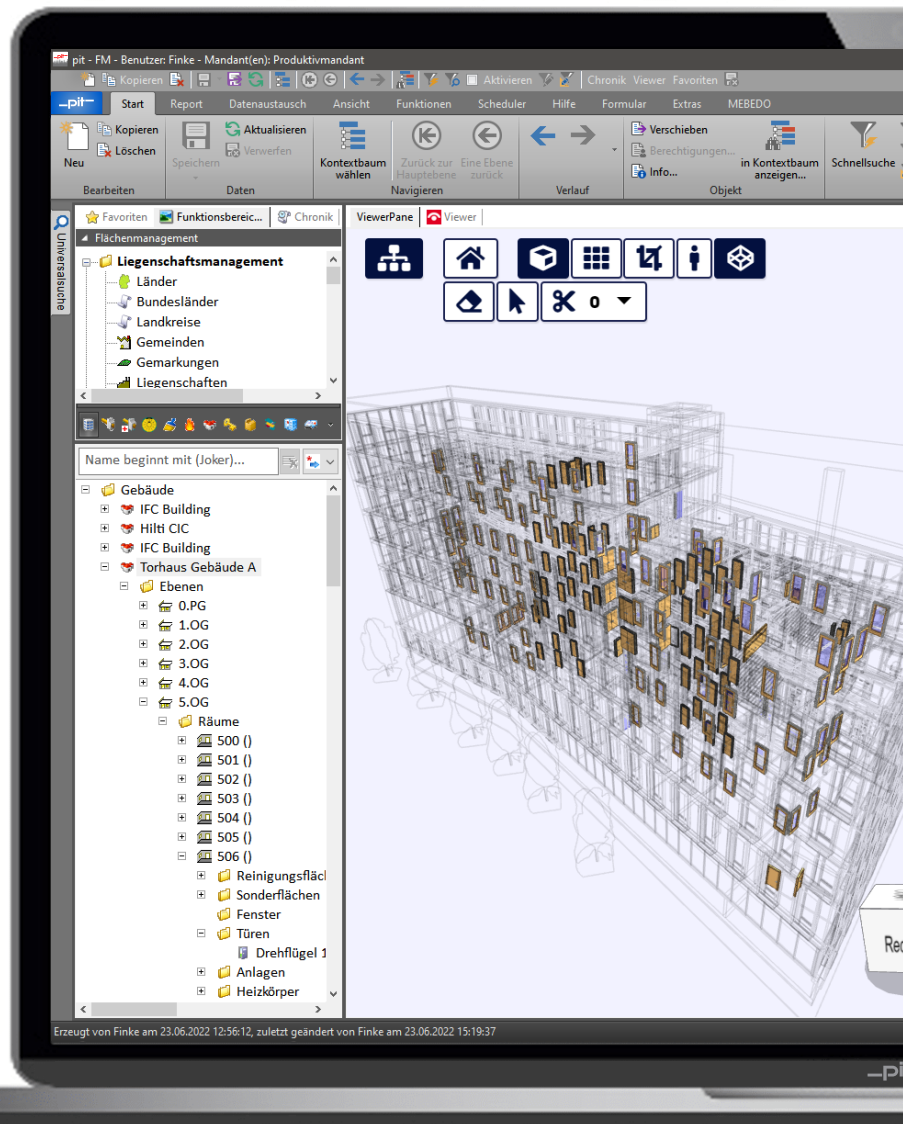 pit - FM - Benutzer: Finke - Mandant(en): Produktivmandant
Kopieren Aktivieren Chronik Viewer Favoriten
pit Start Report Datenaustausch Ansicht Funktionen Scheduler Hilfe Formular Extras MEBEDO
Neu
Kopieren
Löschen
Bearbeiten
Speichern
Aktualisieren
Verwerfen
Daten
Kontextbaum wählen
Zurück zur Hauptebene
Eine Ebene zurück
Navigieren
Verlauf
Verschieben
Berechtigungen...
Info...
in Kontextbaum anzeigen...
Objekt
Schnellsuche
Universalsuche
Favoriten Funktionsbereic... Chronik
ViewerPane Viewer
Flächenmanagement
Liegenschaftsmanagement
Länder
Bundesländer
Landkreise
Gemeinden
Gemarkungen
Liegenschaften
0
Name beginnt mit (Joker)...
Gebäude
IFC Building
Hilti CIC
IFC Building
Torhaus Gebäude A
Ebenen
0.PG
1.OG
2.OG
3.OG
4.OG
5.OG
Räume
500 ()
501 ()
502 ()
503 ()
504 ()
505 ()
506 ()
Reinigungsfläc
Sonderflächen
Fenster
Türen
Drehflügel 1
Anlagen
Heizkörper
Erzeugt von Finke am 23.06.2022 12:56:12, zuletzt geändert von Finke am 23.06.2022 15:19:37